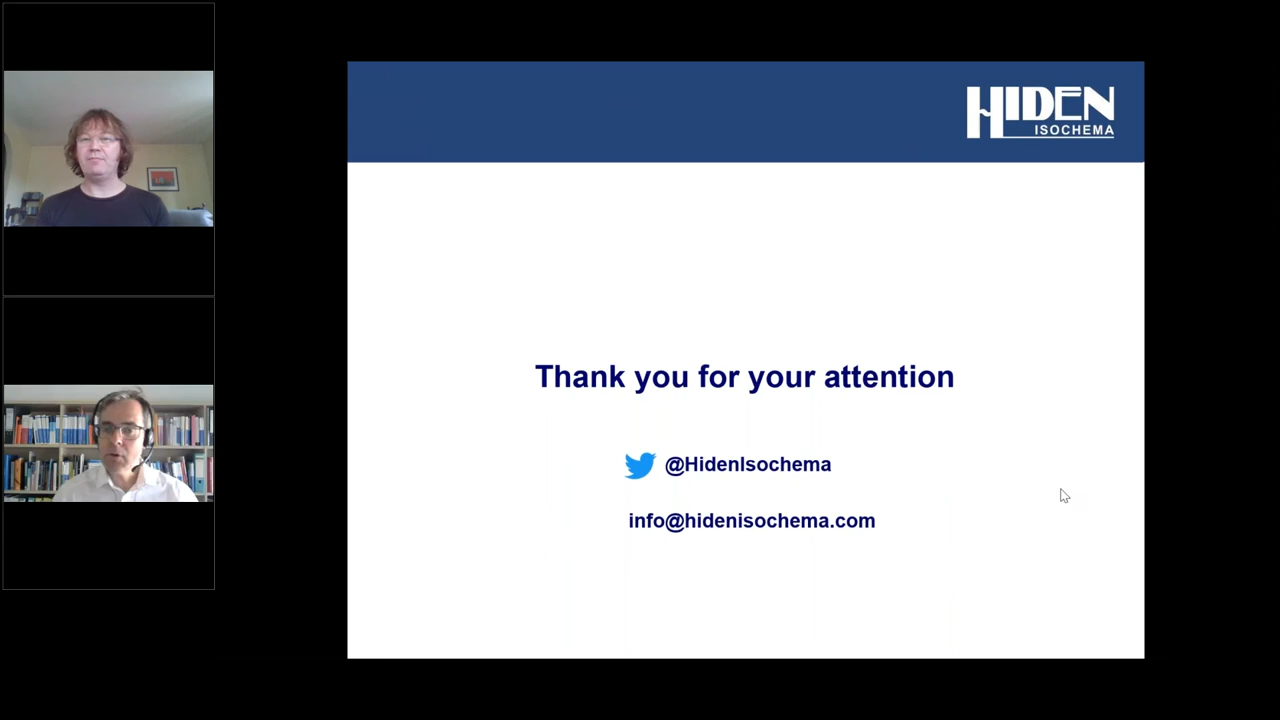 HIDEN
ISOCHEMA
Thank you for your attention
@HidenIsochema
info@hidenisochema.com